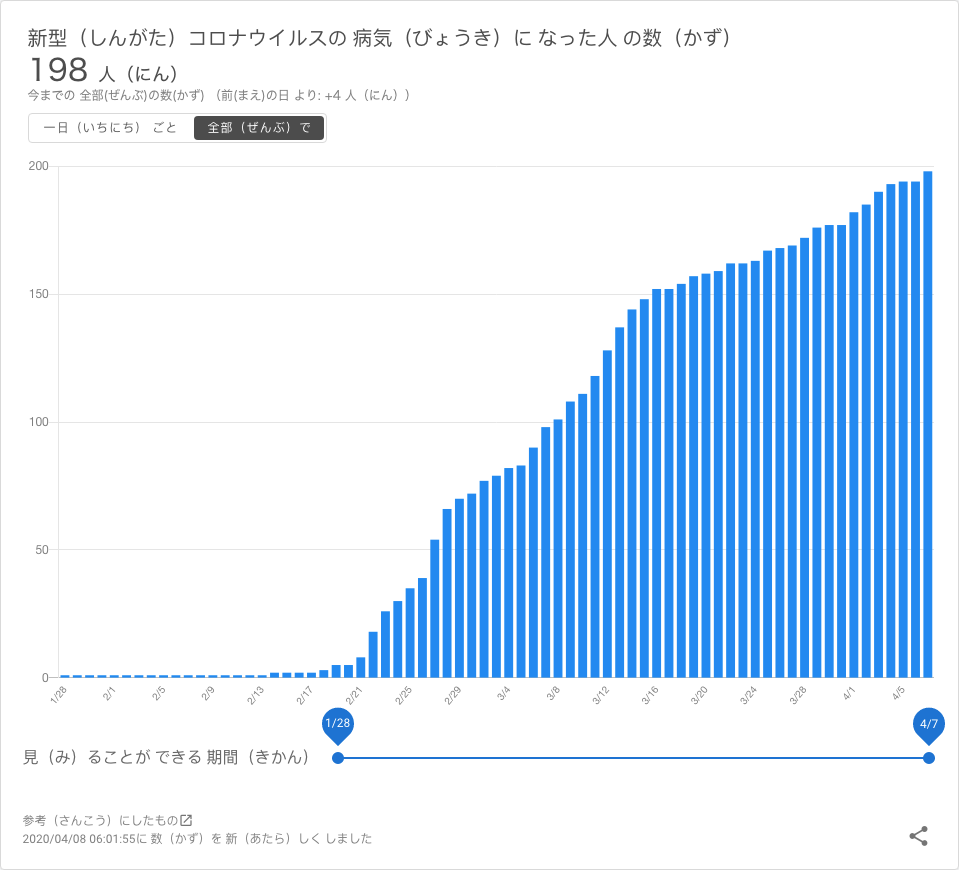 新型（しんがた）コロナウイルスの 病気（びょうき）に なった人 の数（かず）
198 人（にん）
今までの 全部(ぜんぶ)の数(かず) （前(まえ)の日 より: +4 人（にん））
一日（いちにち） ごと 全部（ぜんぶ）で
200
150
100
50
0
1/28 2/1 2/5 2/9 2/13 2/17 2/21 2/25 2/29 3/4 3/8 3/12 3/16 3/20 3/24 3/28 4/1 4/5
1/28 4/7
見（み）ることが できる 期間（きかん）
参考（さんこう）にしたもの
2020/04/08 06:01:55に 数（かず）を 新（あたら）しく しました